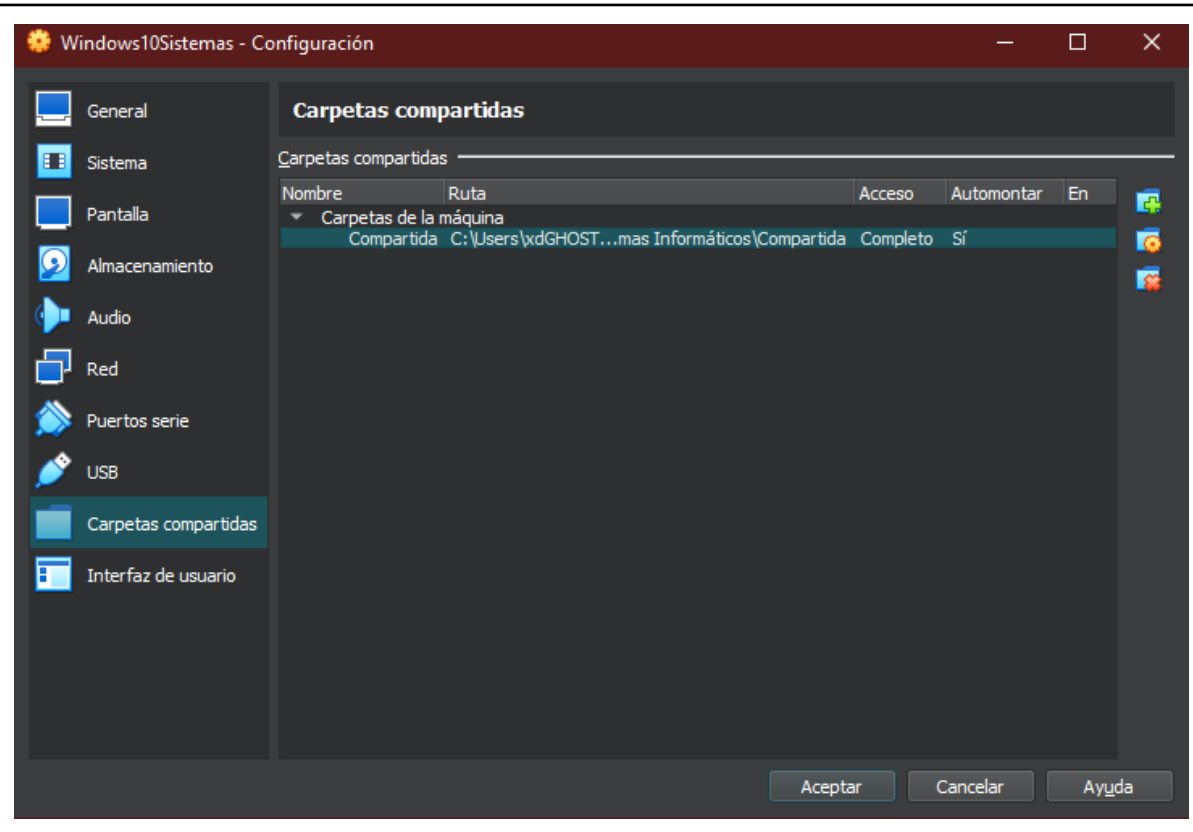 Windows10Sistemas - Configuración
General
Sistema
Pantalla
Almacenamiento
Audio
Red
Puertos serie
USB
Carpetas compartidas
Interfaz de usuario
Carpetas compartidas
Carpetas compartidas
Nombre Ruta Acceso Automontar En
Carpetas de la máquina
Compartida C:\Users\xdGHOST...mas Informáticos\Compartida Completo Sí
Aceptar Cancelar Ayuda